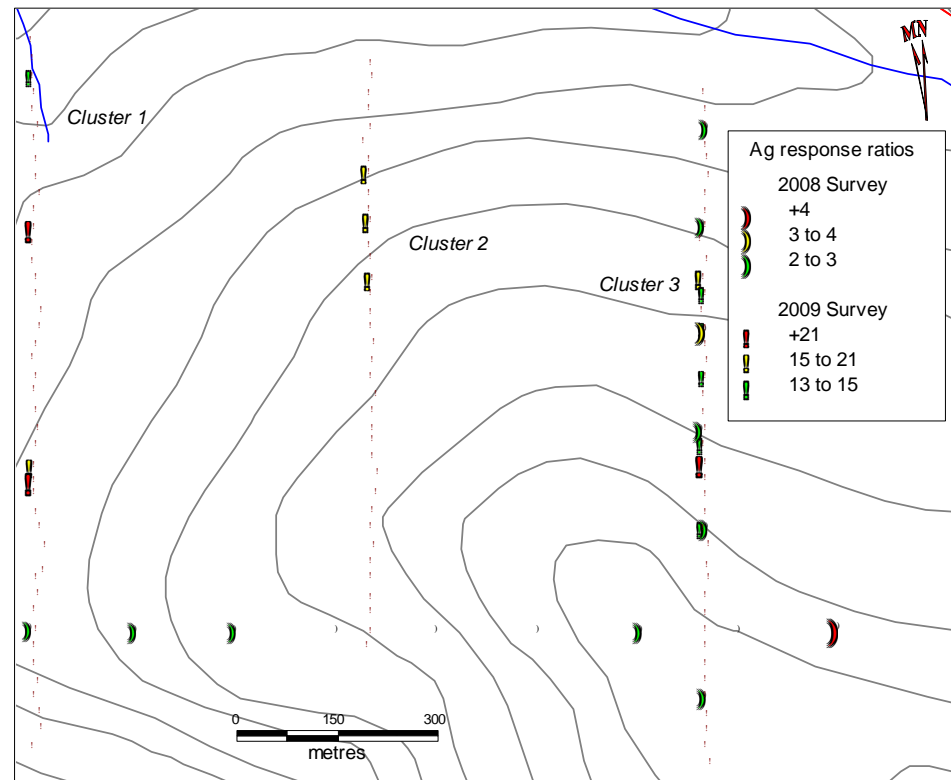 MN
Cluster 1
Ag response ratios
2008 Survey
+4
3 to 4
2 to 3
2009 Survey
+21
15 to 21
13 to 15
Cluster 2
Cluster 3
0 150 300
metres